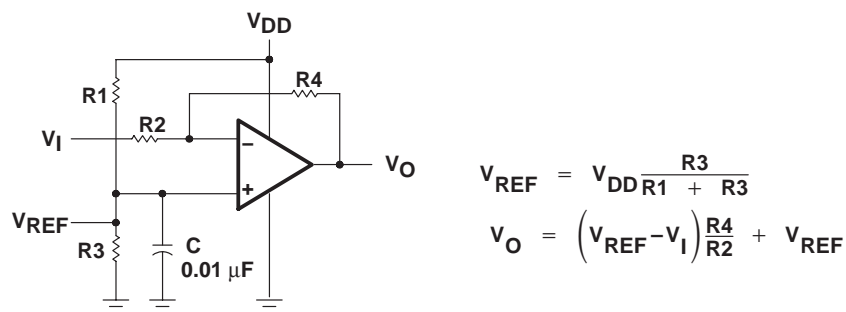 VDD
R4
R1
VI
R2
−
+
VO
VREF
R3
C
0.01 μF
VREF = VDD R3 / R1 + R3
VO = (VREF−VI) R4 / R2 + VREF